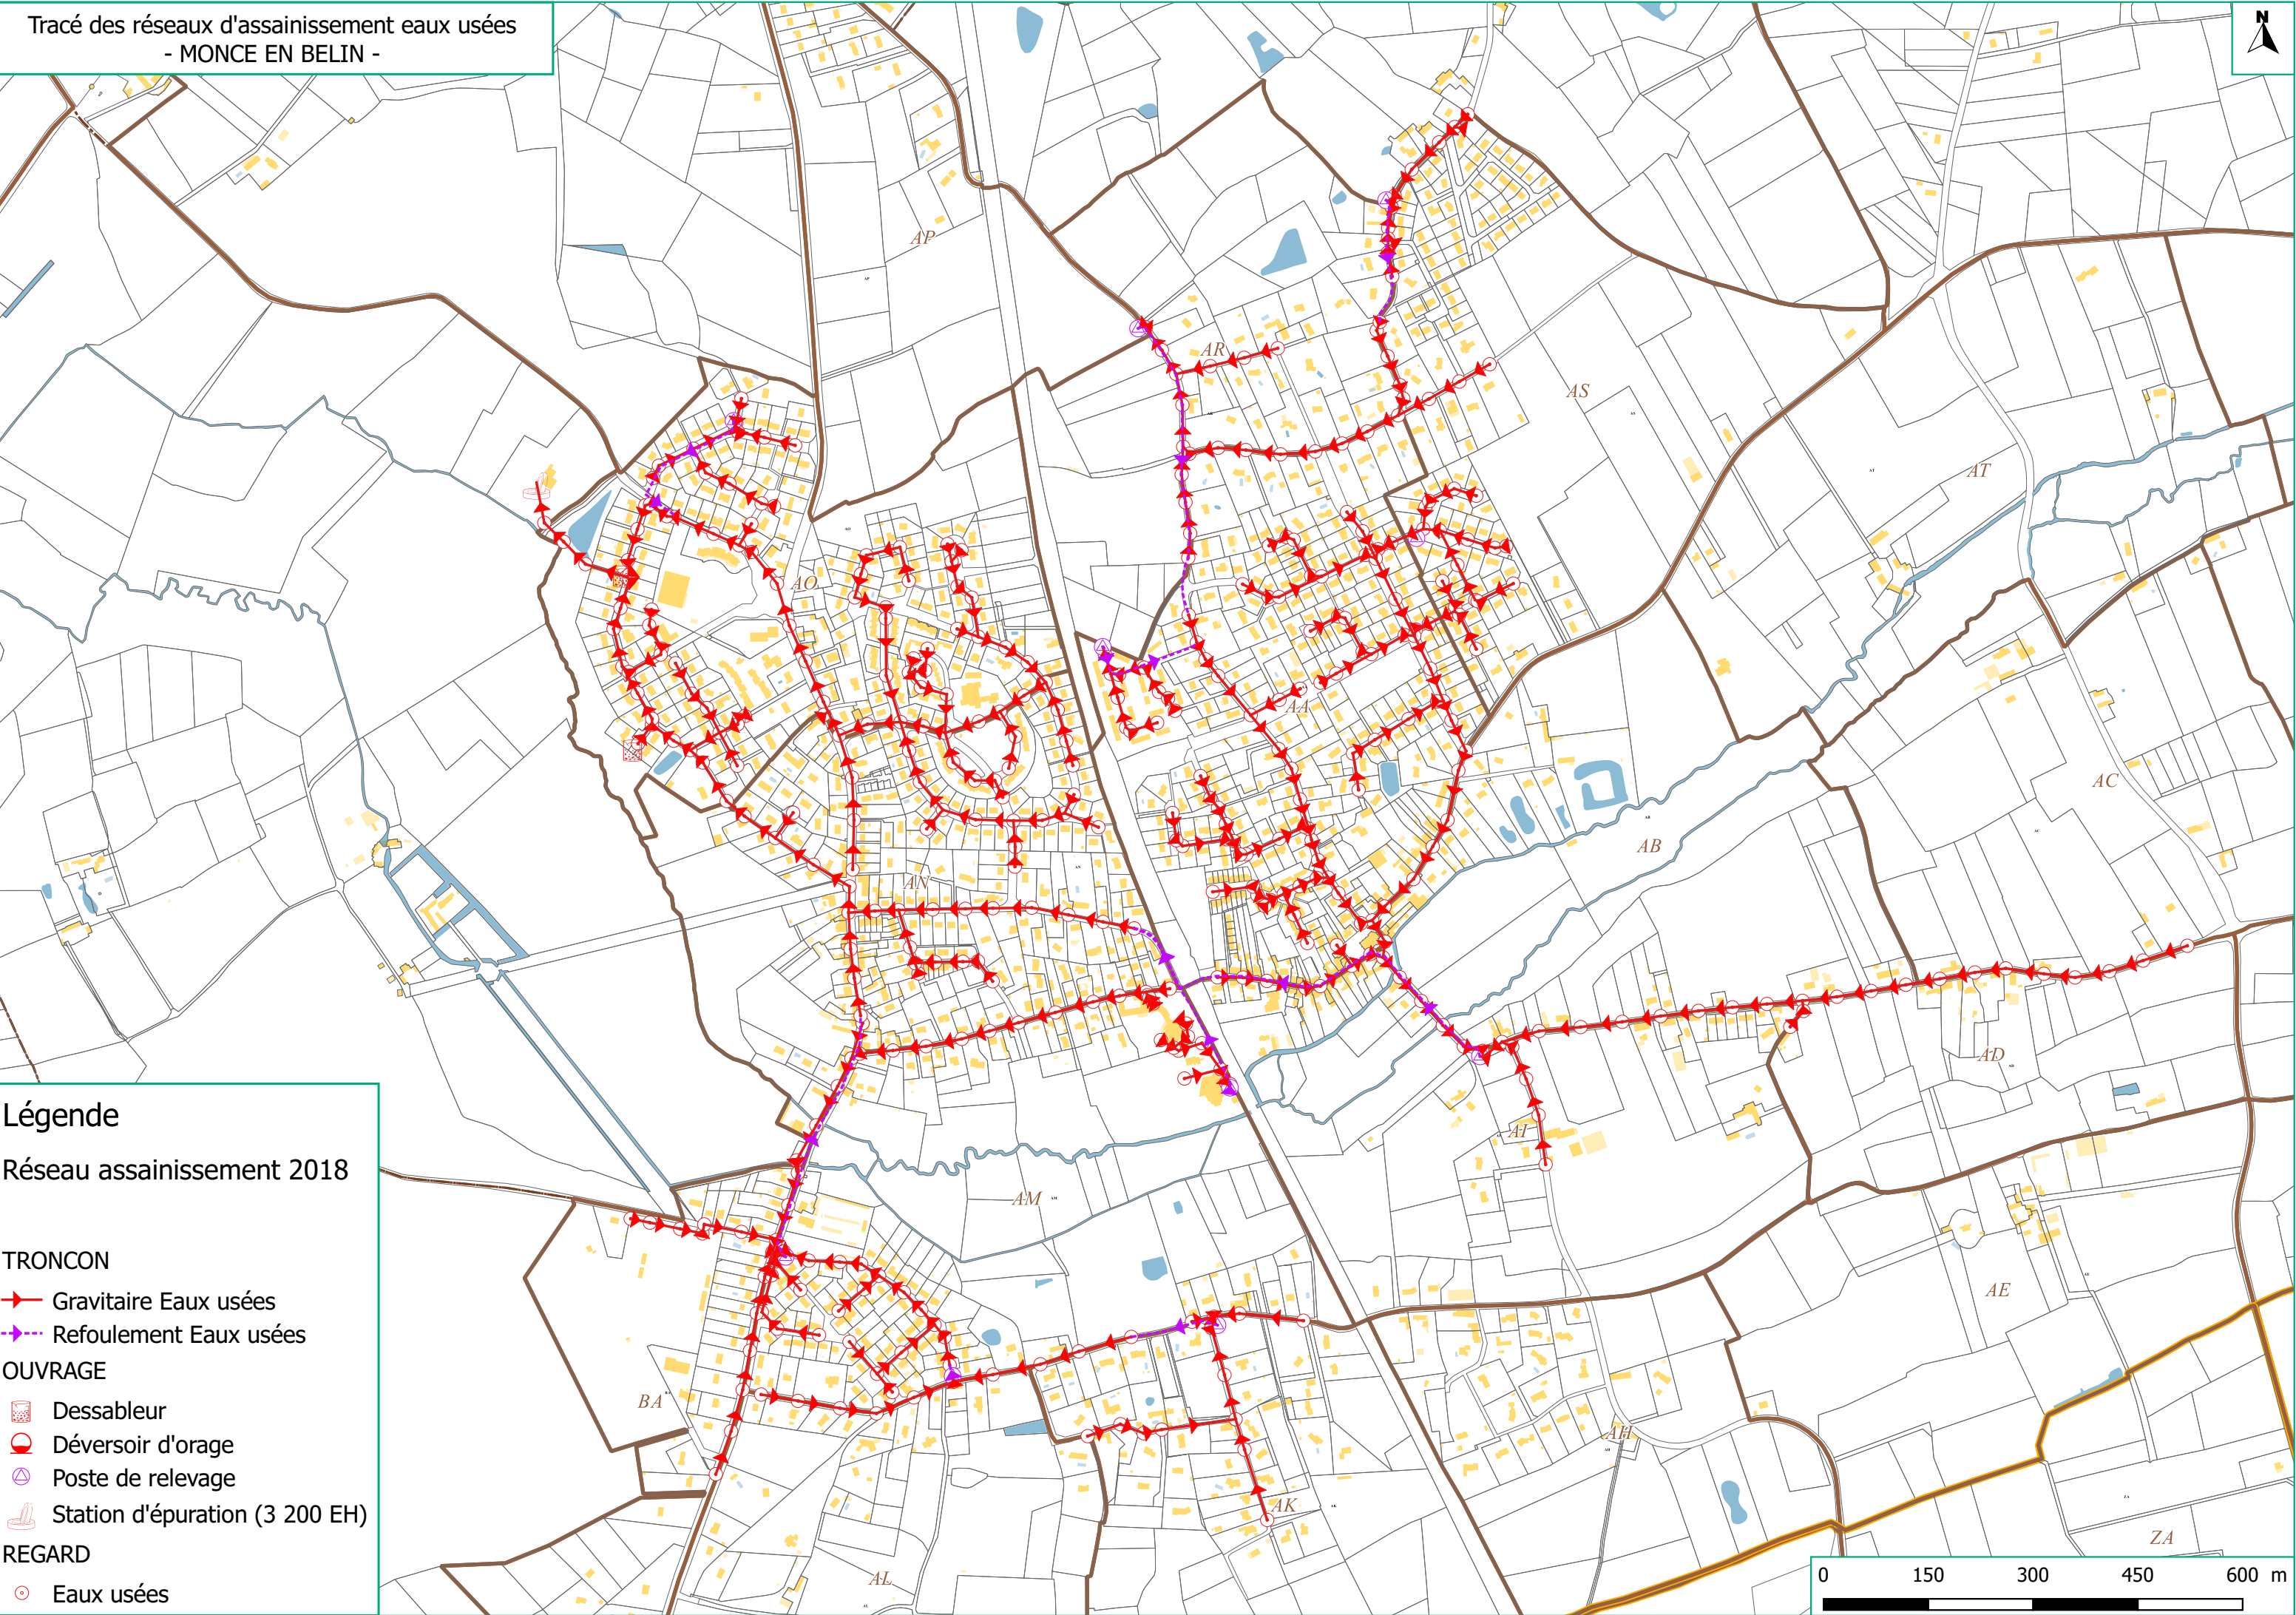 Tracé des réseaux d'assainissement eaux usées
- MONCE EN BELIN -
N
AP
AR
AS
AT
AO
AA
AC
AB
AN
AD
AI
AM
AE
BA
AH
AK
AL
ZA
Légende
Réseau assainissement 2018
TRONCON
Gravitaire Eaux usées
Refoulement Eaux usées
OUVRAGE
Dessableur
Déversoir d'orage
Poste de relevage
Station d'épuration (3 200 EH)
REGARD
Eaux usées
0 150 300 450 600 m